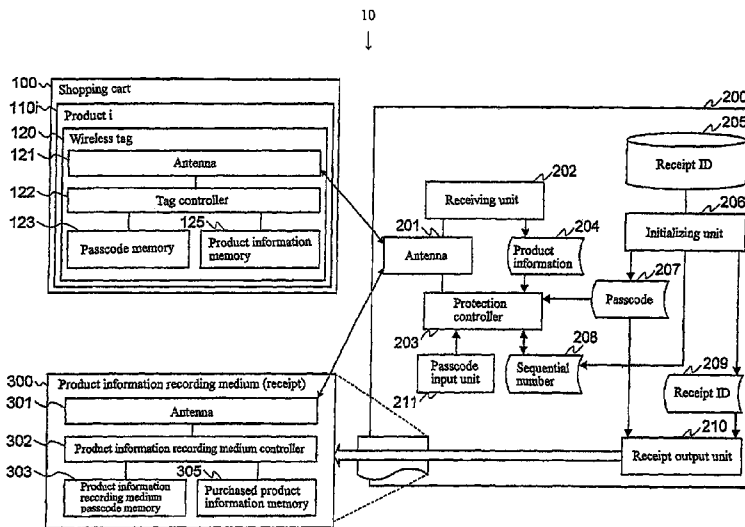 10
100
Shopping cart
110i
Product i
120
Wireless tag
121
Antenna
122
Tag controller
123
125
Passcode memory
Product information
memory
200
205
Receipt ID
202
Receiving unit
206
Initializing unit
201
204
Antenna
Product
information
207
Passcode
Protection
controller
203
208
Passcode
input unit
211
Sequential
number
209
Receipt ID
210
Receipt output unit
300
Product information recording medium (receipt)
301
Antenna
302
Product information recording medium controller
303
305
Product information
recording medium
passcode memory
Purchased product
information memory